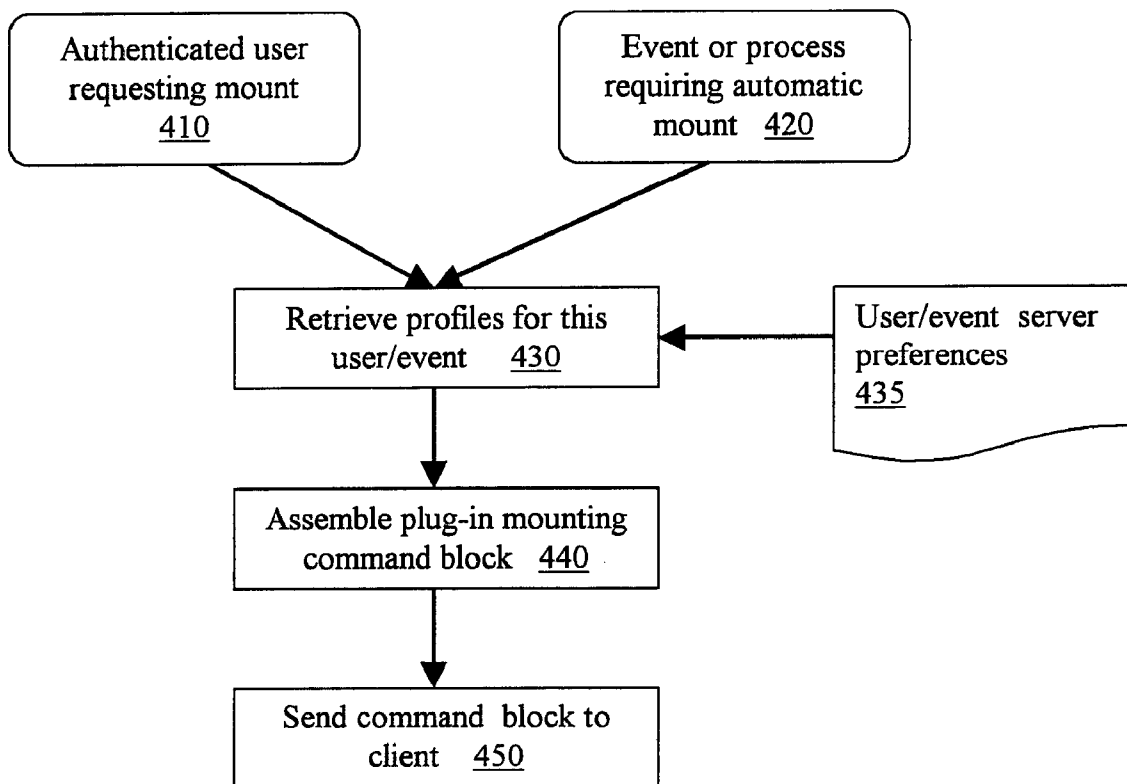 Authenticated user
requesting mount
410
Event or process
requiring automatic
mount 420
Retrieve profiles for this
user/event 430
User/event server
preferences
435
Assemble plug-in mounting
command block 440
Send command block to
client 450